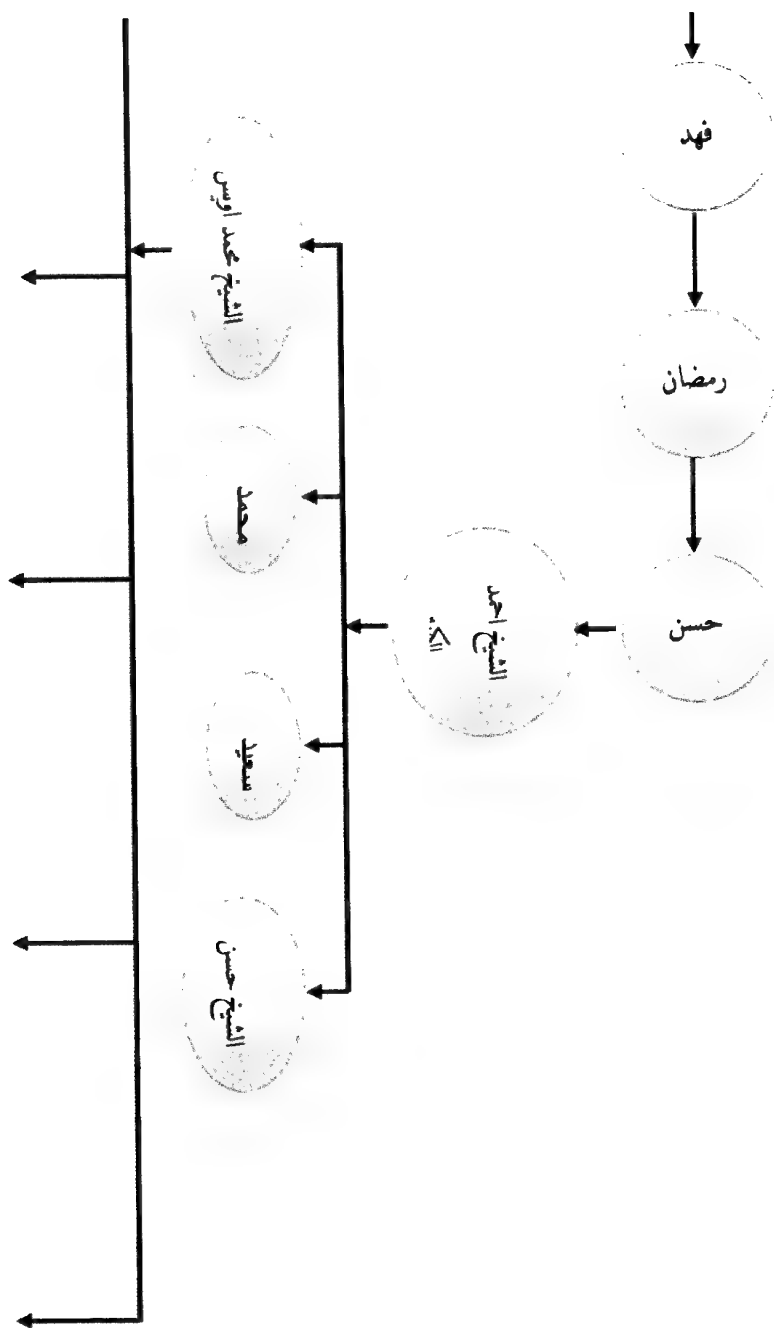 فهد
رمضان
حسن
الشيخ احمد
الشيخ محمد اويس
محمد
سعيد
الشيخ حسن